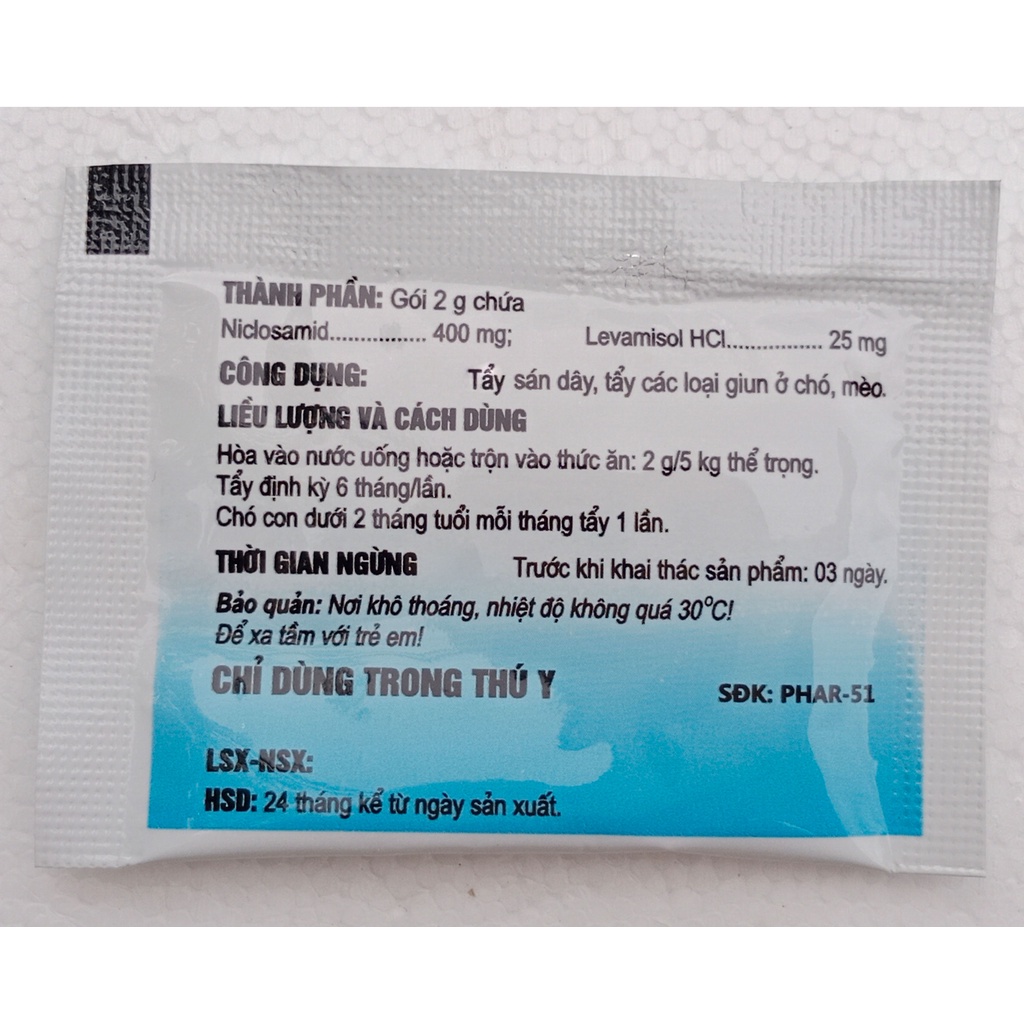 THÀNH PHẦN: Gói 2 g chứa
Niclosamid................ 400 mg; Levamisol HCl................ 25 mg
CÔNG DỤNG: Tẩy sán dây, tẩy các loại giun ở chó, mèo.
LIỀU LƯỢNG VÀ CÁCH DÙNG
Hòa vào nước uống hoặc trộn vào thức ăn: 2 g/5 kg thể trọng.
Tẩy định kỳ 6 tháng/lần.
Chó con dưới 2 tháng tuổi mỗi tháng tẩy 1 lần.
THỜI GIAN NGỪNG Trước khi khai thác sản phẩm: 03 ngày.
Bảo quản: Nơi khô thoáng, nhiệt độ không quá 30°C!
Để xa tầm với trẻ em!
CHỈ DÙNG TRONG THÚ Y SĐK: PHAR-51
LSX-NSX:
HSD: 24 tháng kể từ ngày sản xuất.